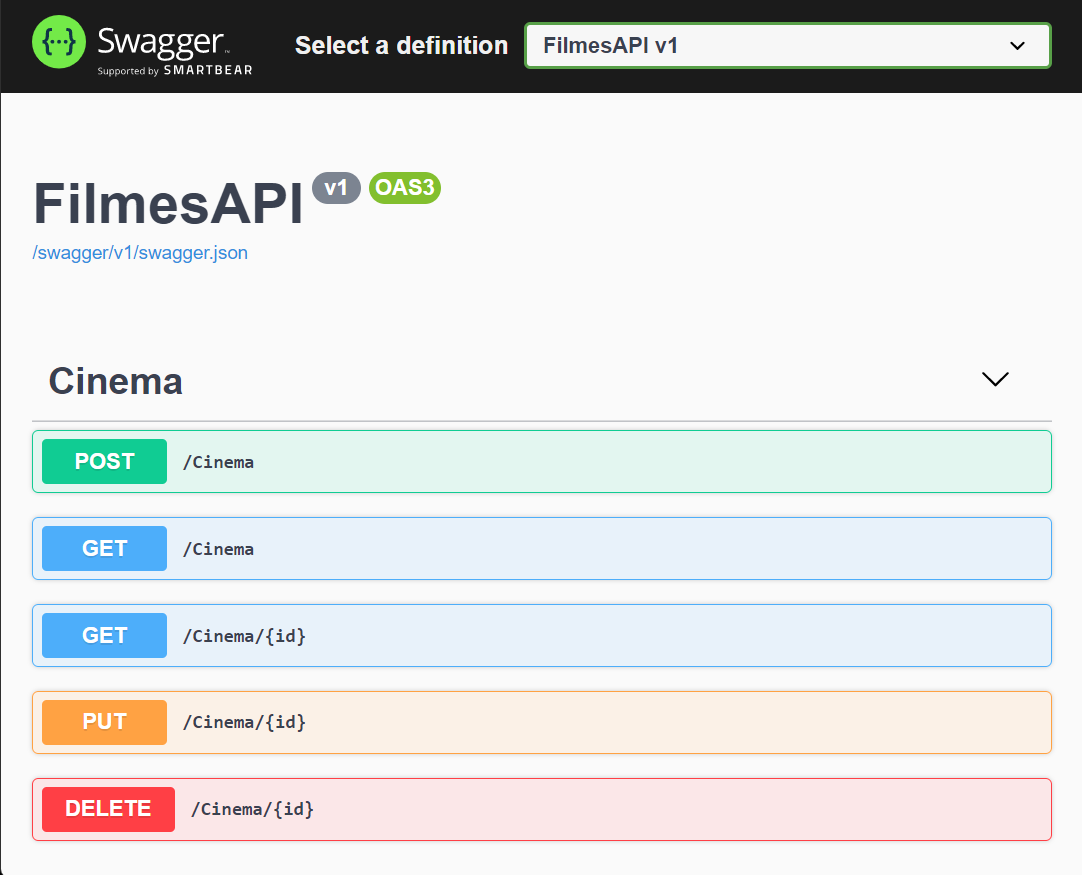 {···} Swagger™
Supported by SMARTBEAR
Select a definition
FilmesAPI v1
FilmesAPI v1 OAS3
/swagger/v1/swagger.json
Cinema
POST /Cinema
GET /Cinema
GET /Cinema/{id}
PUT /Cinema/{id}
DELETE /Cinema/{id}